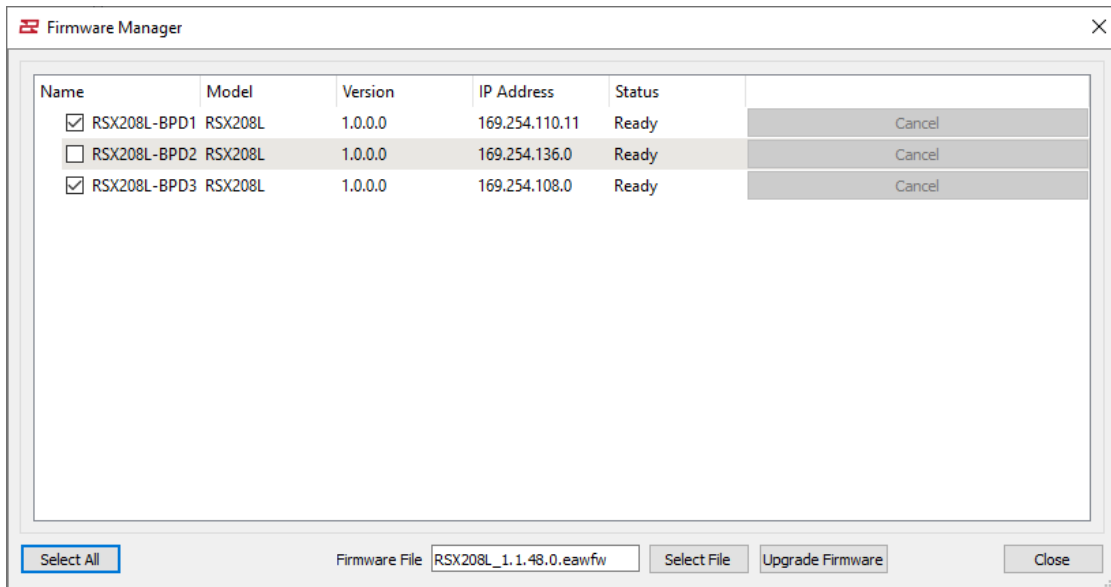 Firmware Manager
Name Model Version IP Address Status
RSX208L-BPD1 RSX208L 1.0.0.0 169.254.110.11 Ready Cancel
RSX208L-BPD2 RSX208L 1.0.0.0 169.254.136.0 Ready Cancel
RSX208L-BPD3 RSX208L 1.0.0.0 169.254.108.0 Ready Cancel
Select All Firmware File RSX208L_1.1.48.0.eawfw Select File Upgrade Firmware Close